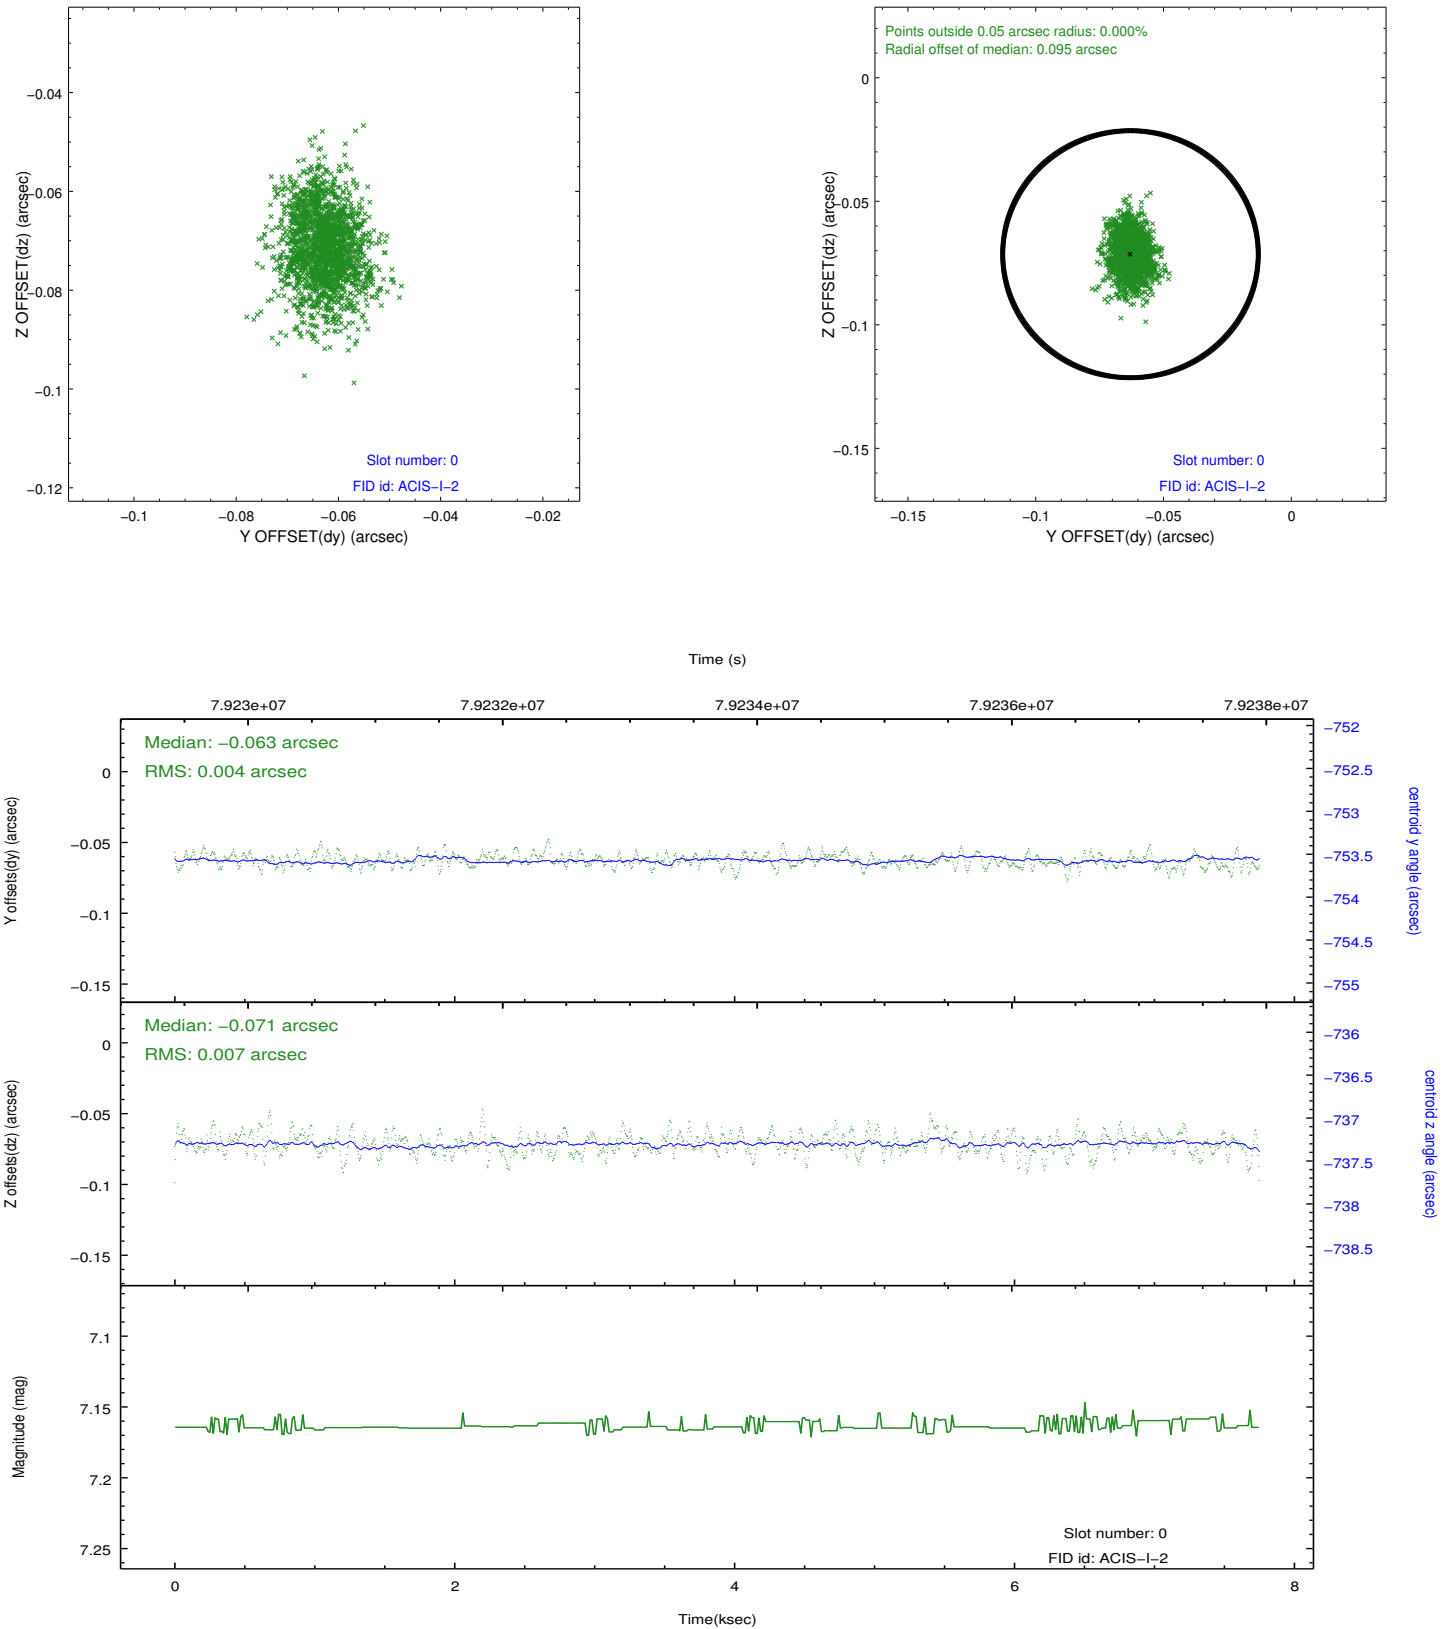 −0.04
−0.06
−0.08
−0.1
−0.12
Z OFFSET(dz) (arcsec)
Slot number: 0
FID id: ACIS−I−2
−0.1
−0.08
−0.06
−0.04
−0.02
Y OFFSET(dy) (arcsec)
Points outside 0.05 arcsec radius: 0.000%
Radial offset of median: 0.095 arcsec
0
−0.05
−0.1
−0.15
Z OFFSET(dz) (arcsec)
Slot number: 0
FID id: ACIS−I−2
−0.15
−0.1
−0.05
0
Y OFFSET(dy) (arcsec)
Time (s)
7.923e+07
7.9232e+07
7.9234e+07
7.9236e+07
7.9238e+07
Median: −0.063 arcsec
RMS: 0.004 arcsec
0
−0.05
−0.1
−0.15
Y offsets(dy) (arcsec)
−752
−752.5
−753
−753.5
−754
−754.5
−755
centroid y angle (arcsec)
Median: −0.071 arcsec
RMS: 0.007 arcsec
0
−0.05
−0.1
−0.15
Z offsets(dz) (arcsec)
−736
−736.5
−737
−737.5
−738
−738.5
centroid z angle (arcsec)
7.1
7.15
7.2
7.25
Magnitude (mag)
Slot number: 0
FID id: ACIS−I−2
0
2
4
6
8
Time(ksec)